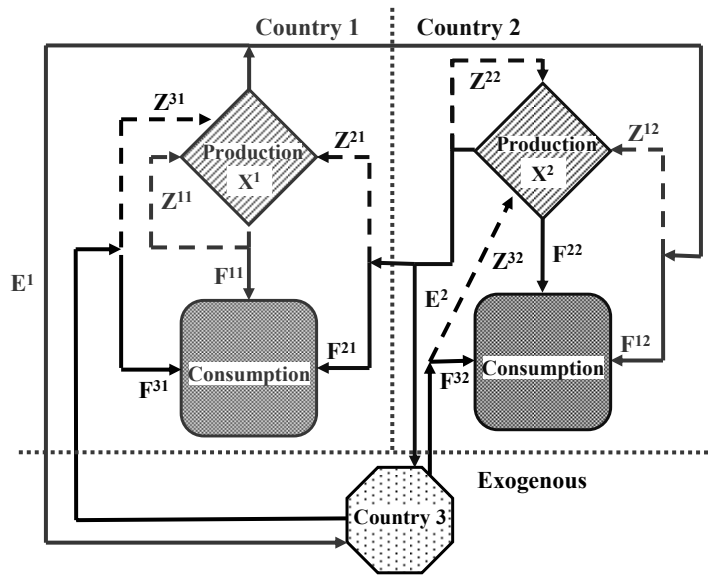 Country 1
Country 2
Z³¹
Z²²
Z²¹
Z¹²
Production
X¹
Production
X²
Z¹¹
Z³²
F¹¹
F²²
E¹
E²
F²¹
F¹²
Consumption
Consumption
F³¹
F³²
Exogenous
Country 3